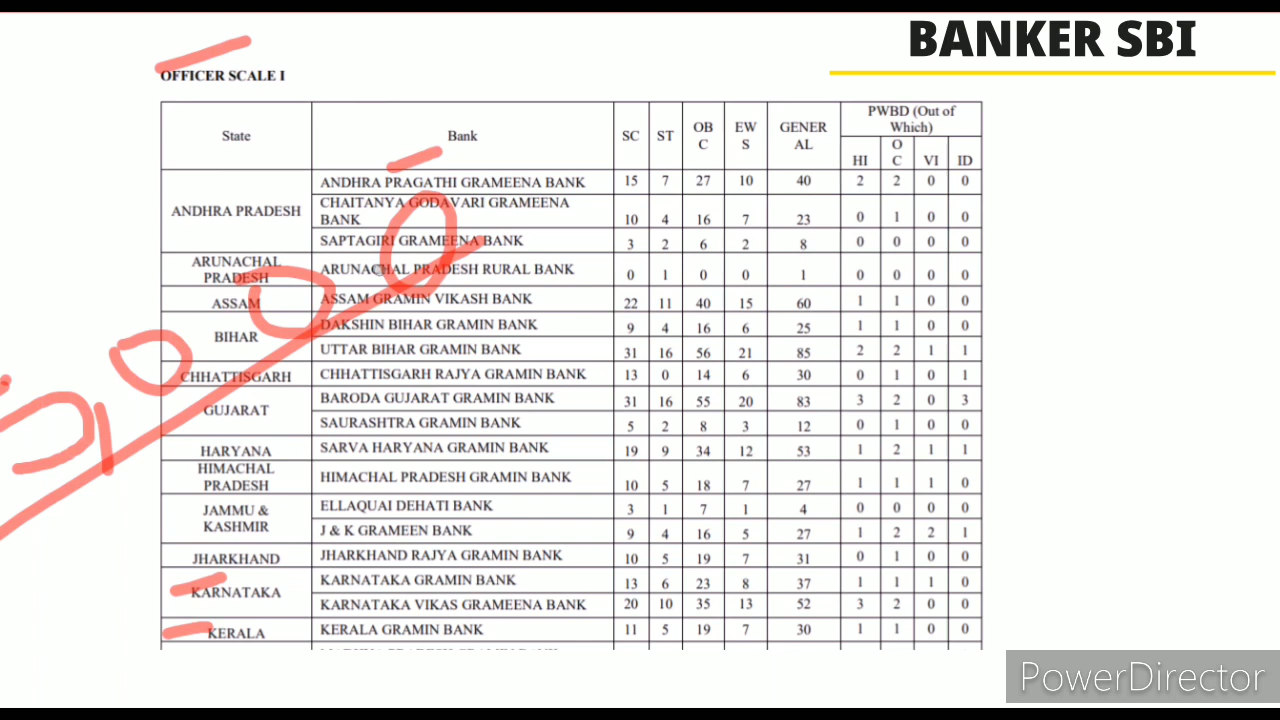 BANKER SBI
OFFICER SCALE I
State Bank SC ST OBC EWS GENERAL PWBD (Out of Which)
HI OC VI ID
ANDHRA PRADESH ANDHRA PRAGATHI GRAMEENA BANK 15 7 27 10 40 2 2 0 0
CHAITANYA GODAVARI GRAMEENA BANK 10 4 16 7 23 0 1 0 0
SAPTAGIRI GRAMEENA BANK 3 2 6 2 8 0 0 0 0
ARUNACHAL PRADESH ARUNACHAL PRADESH RURAL BANK 0 1 0 0 1 0 0 0 0
ASSAM ASSAM GRAMIN VIKASH BANK 22 11 40 15 60 1 1 0 0
BIHAR DAKSHIN BIHAR GRAMIN BANK 9 4 16 6 25 1 1 0 0
UTTAR BIHAR GRAMIN BANK 31 16 56 21 85 2 2 1 1
CHHATTISGARH CHHATTISGARH RAJYA GRAMIN BANK 13 0 14 6 30 0 1 0 1
GUJARAT BARODA GUJARAT GRAMIN BANK 31 16 55 20 83 3 2 0 3
SAURASHTRA GRAMIN BANK 5 2 8 3 12 0 1 0 0
HARYANA SARVA HARYANA GRAMIN BANK 19 9 34 12 53 1 2 1 1
HIMACHAL PRADESH HIMACHAL PRADESH GRAMIN BANK 10 5 18 7 27 1 1 1 0
JAMMU & KASHMIR ELLAQUAI DEHATI BANK 3 1 7 1 4 0 0 0 0
J & K GRAMEEN BANK 9 4 16 5 27 1 2 2 1
JHARKHAND JHARKHAND RAJYA GRAMIN BANK 10 5 19 7 31 0 1 0 0
KARNATAKA KARNATAKA GRAMIN BANK 13 6 23 8 37 1 1 1 0
KARNATAKA VIKAS GRAMEENA BANK 20 10 35 13 52 3 2 0 0
KERALA KERALA GRAMIN BANK 11 5 19 7 30 1 1 0 0
PowerDirector